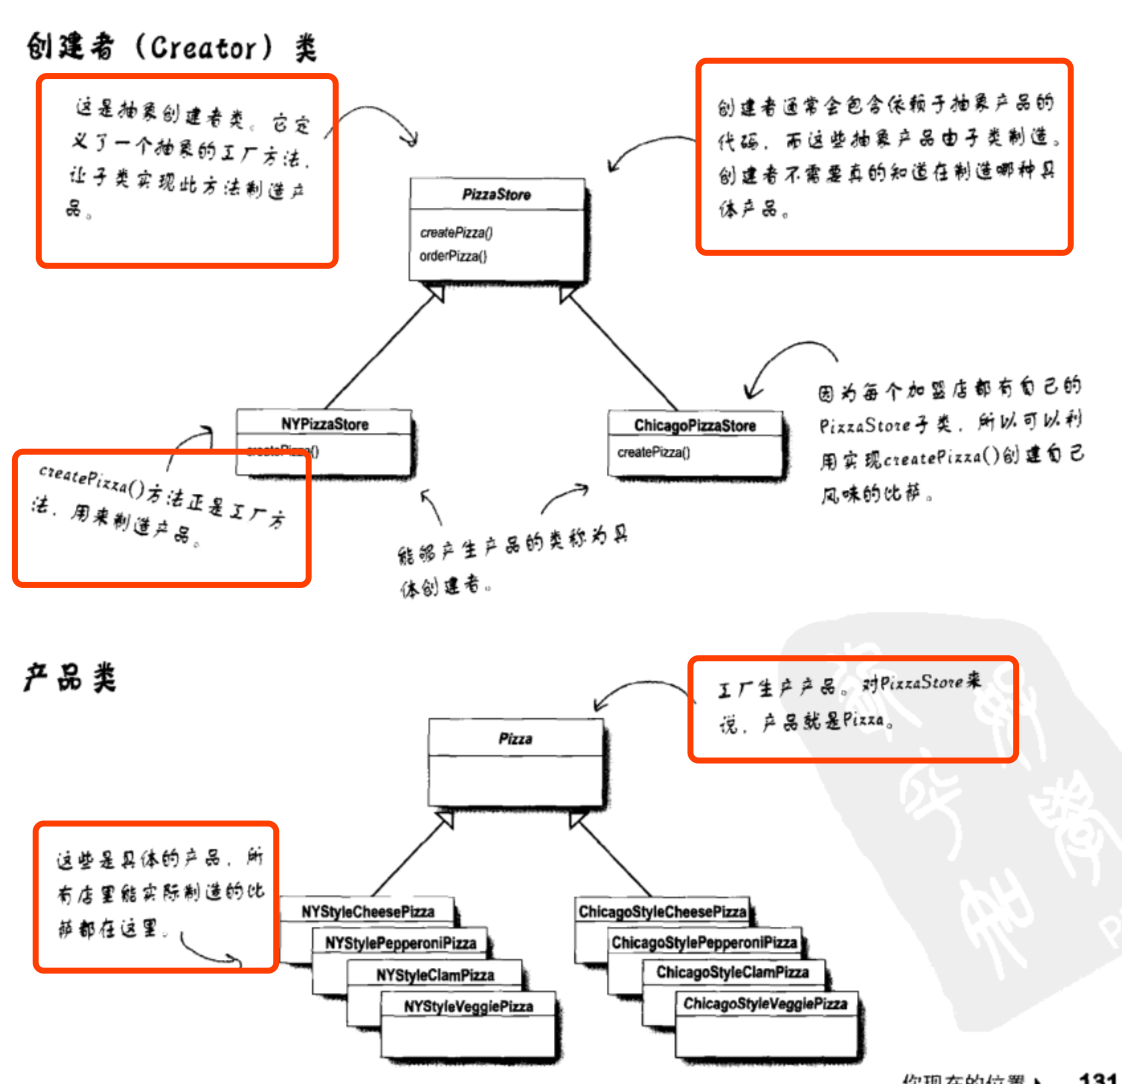 创建者（Creator）类
这是抽象创建者类。它定
义了一个抽象的工厂方法，
让子类实现此方法制造产
品。
创建者通常会包含依赖于抽象产品的
代码，而这些抽象产品由子类制造。
创建者不需要真的知道在制造哪种具
体产品。
PizzaStore
createPizza()
orderPizza()
NYPizzaStore
createPizza()
ChicagoPizzaStore
createPizza()
因为每个加盟店都有自己的
PizzaStore子类，所以可以利
用实现createPizza()创建自己
风味的比萨。
createPizza()方法正是工厂方
法，用来制造产品。
能够产生产品的类称为具
体创建者。
产品类
工厂生产产品。对PizzaStore来
说，产品就是Pizza。
Pizza
这些是具体的产品，所
有店里能实际制造的比
萨都在这里。
NYStyleCheesePizza
NYStylePepperoniPizza
NYStyleClamPizza
NYStyleVeggiePizza
ChicagoStyleCheesePizza
ChicagoStylePepperoniPizza
ChicagoStyleClamPizza
ChicagoStyleVeggiePizza
你现在的位置 131